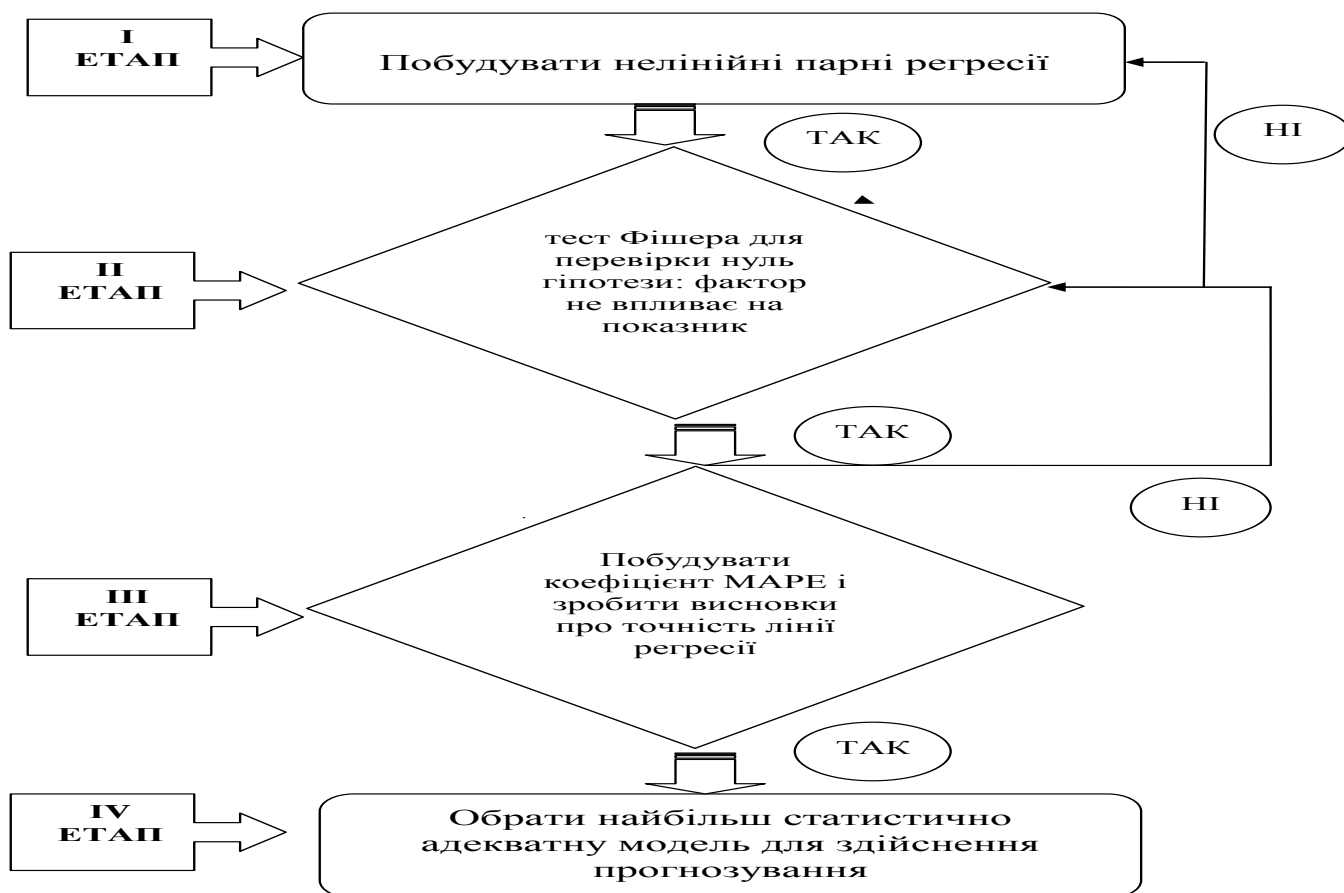 I
ЕТАП
Побудувати нелінійні парні регресії
НІ
ТАК
тест Фішера для
перевірки нуль
гіпотези: фактор
не впливає на
показник
II
ЕТАП
ТАК
НІ
Побудувати
коефіцієнт МАРЕ і
зробити висновки
про точність лінії
регресії
III
ЕТАП
ТАК
IV
ЕТАП
Обрати найбільш статистично
адекватну модель для здійснення
прогнозування